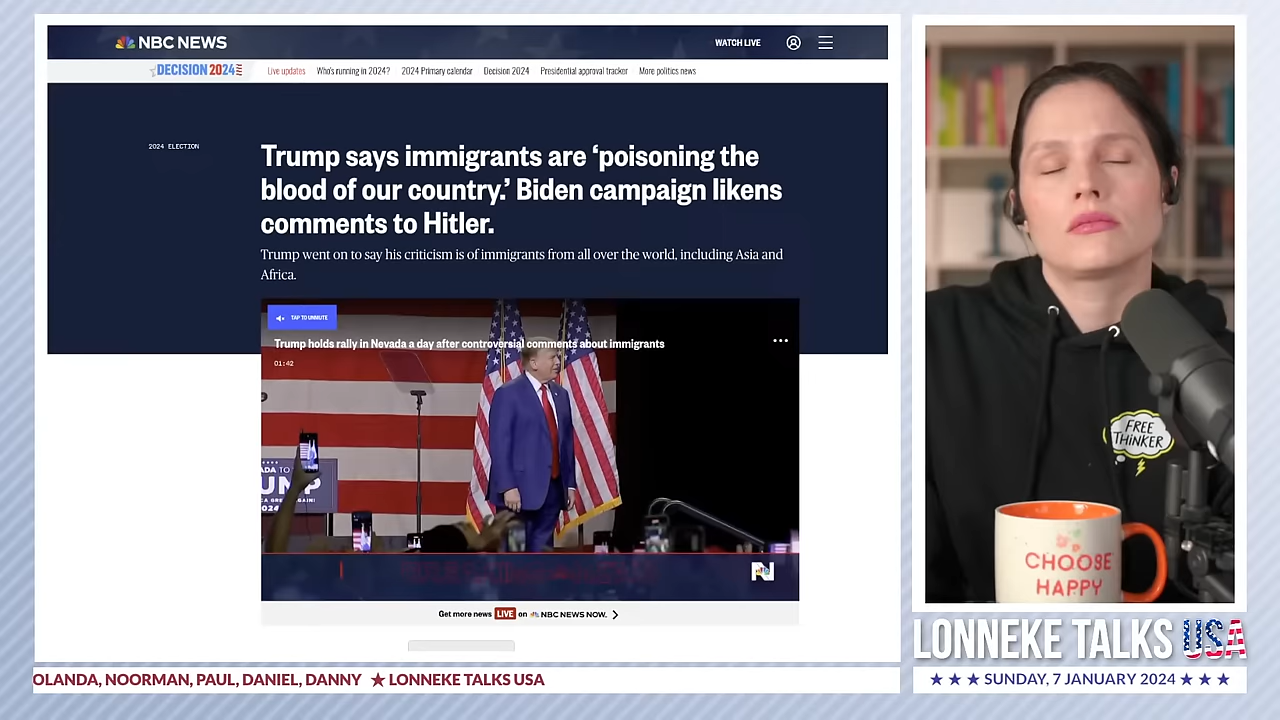 NBC NEWS
WATCH LIVE
DECISION 2024
Live updates
Who's running in 2024?
2024 Primary calendar
Decision 2024
Presidential approval tracker
More politics news
2024 ELECTION
Trump says immigrants are ‘poisoning the
blood of our country.’ Biden campaign likens
comments to Hitler.
Trump went on to say his criticism is of immigrants from all over the world, including Asia and
Africa.
TAP TO UNMUTE
Trump holds rally in Nevada a day after controversial comments about immigrants
01:42
ADA TO
UMP
Get more news LIVE on NBC NEWS NOW.
FREE
THINKER
CHOOSE
HAPPY
LONNEKE TALKS USA
OLANDA, NOORMAN, PAUL, DANIEL, DANNY ★ LONNEKE TALKS USA
★ ★ ★ SUNDAY, 7 JANUARY 2024 ★ ★ ★